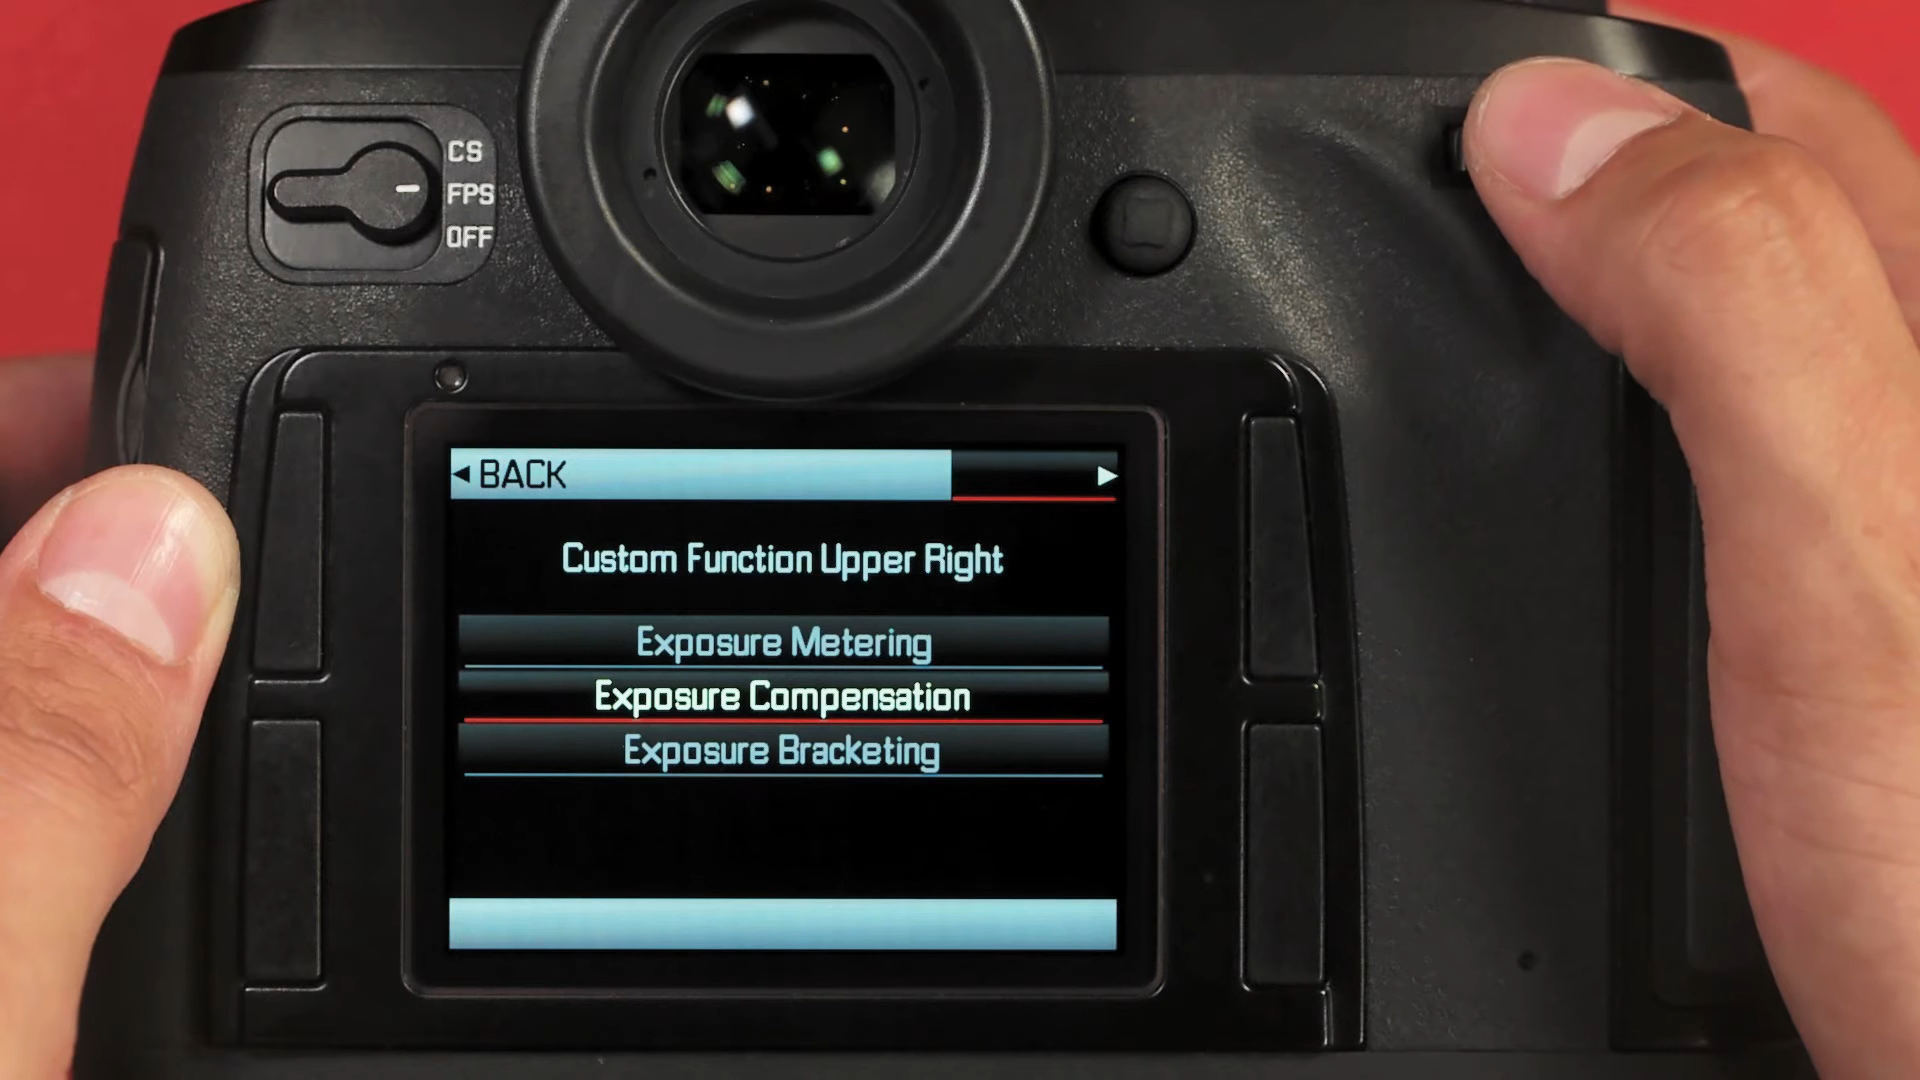 CS
FPS
OFF
◄ BACK ►
Custom Function Upper Right
Exposure Metering
Exposure Compensation
Exposure Bracketing